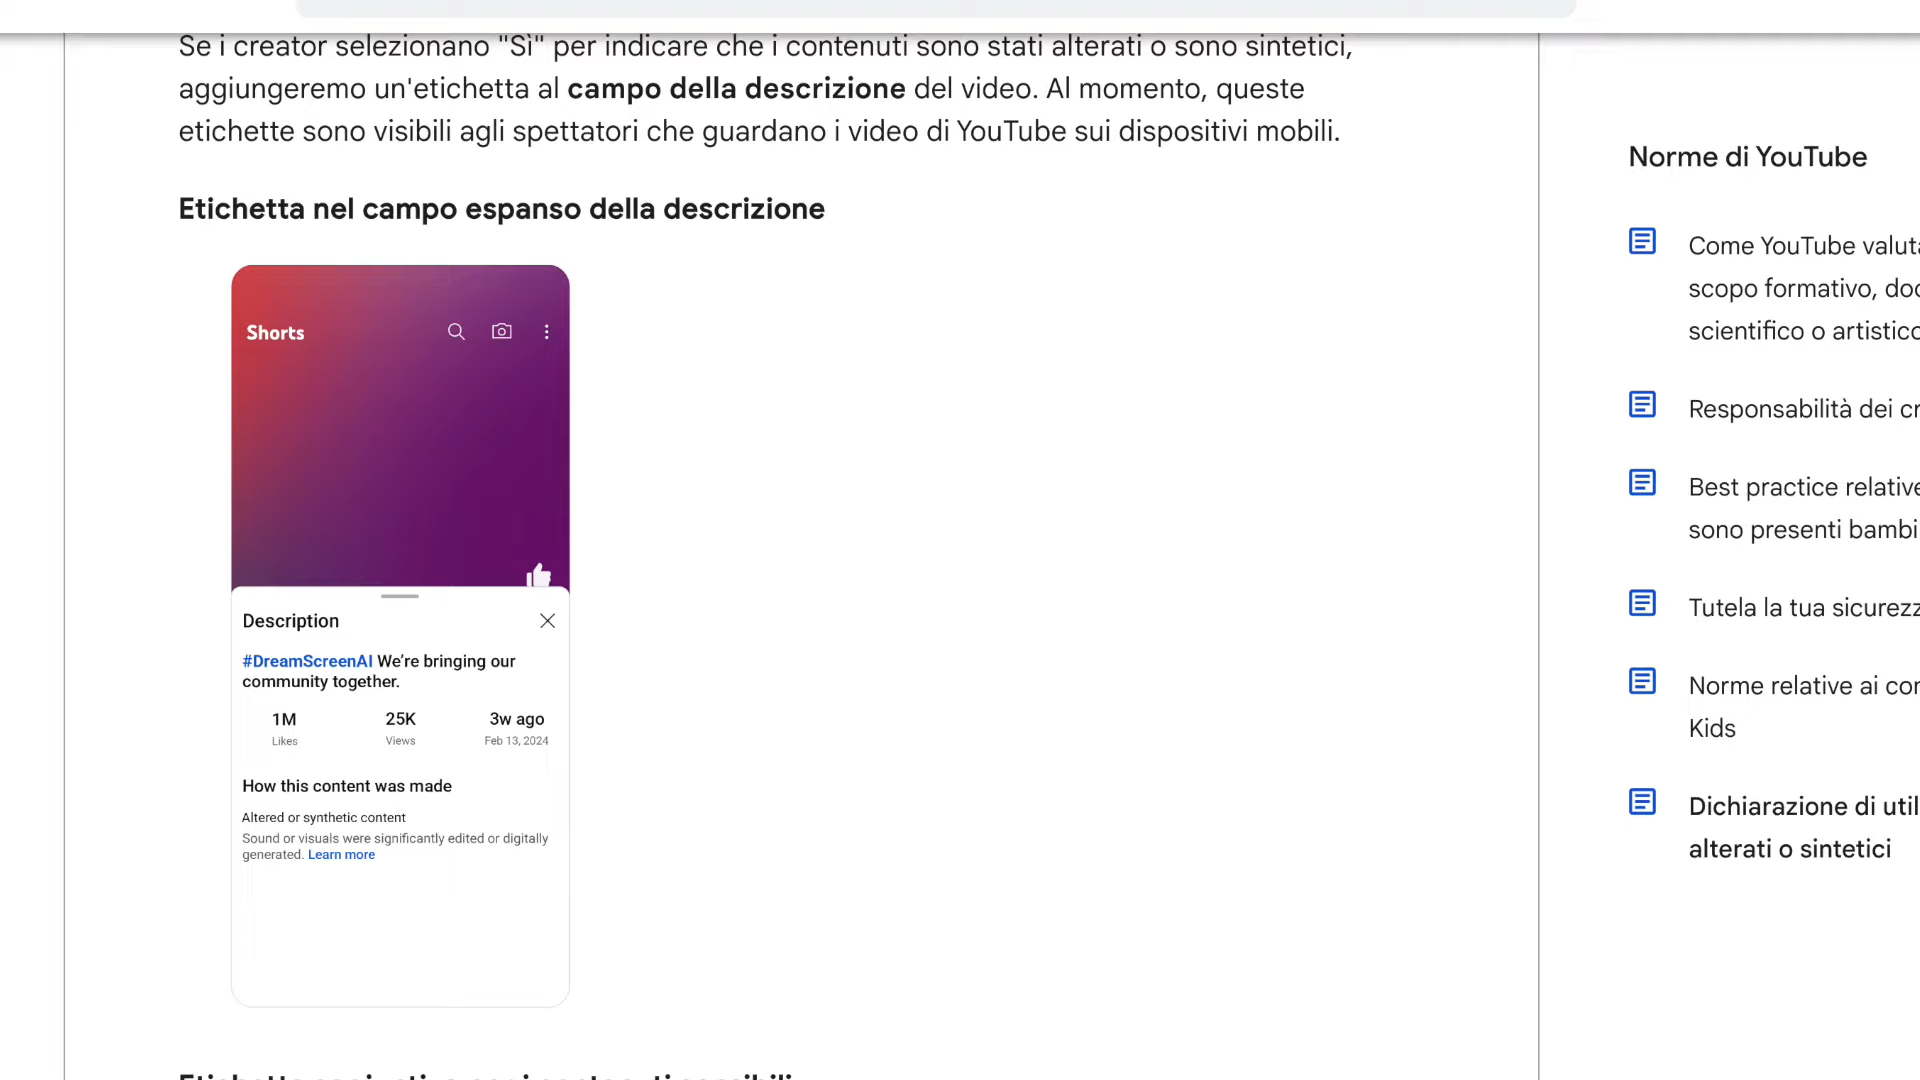 Se i creator selezionano "Sì" per indicare che i contenuti sono stati alterati o sono sintetici,
aggiungeremo un'etichetta al campo della descrizione del video. Al momento, queste
etichette sono visibili agli spettatori che guardano i video di YouTube sui dispositivi mobili.
Etichetta nel campo espanso della descrizione
Shorts
Description
#DreamScreenAI We're bringing our
community together.
1M 25K 3w ago
Likes Views Feb 13, 2024
How this content was made
Altered or synthetic content
Sound or visuals were significantly edited or digitally
generated. Learn more
Norme di YouTube
Come YouTube valuta
scopo formativo, doc
scientifico o artistico
Responsabilità dei cr
Best practice relative
sono presenti bambi
Tutela la tua sicurezz
Norme relative ai con
Kids
Dichiarazione di util
alterati o sintetici